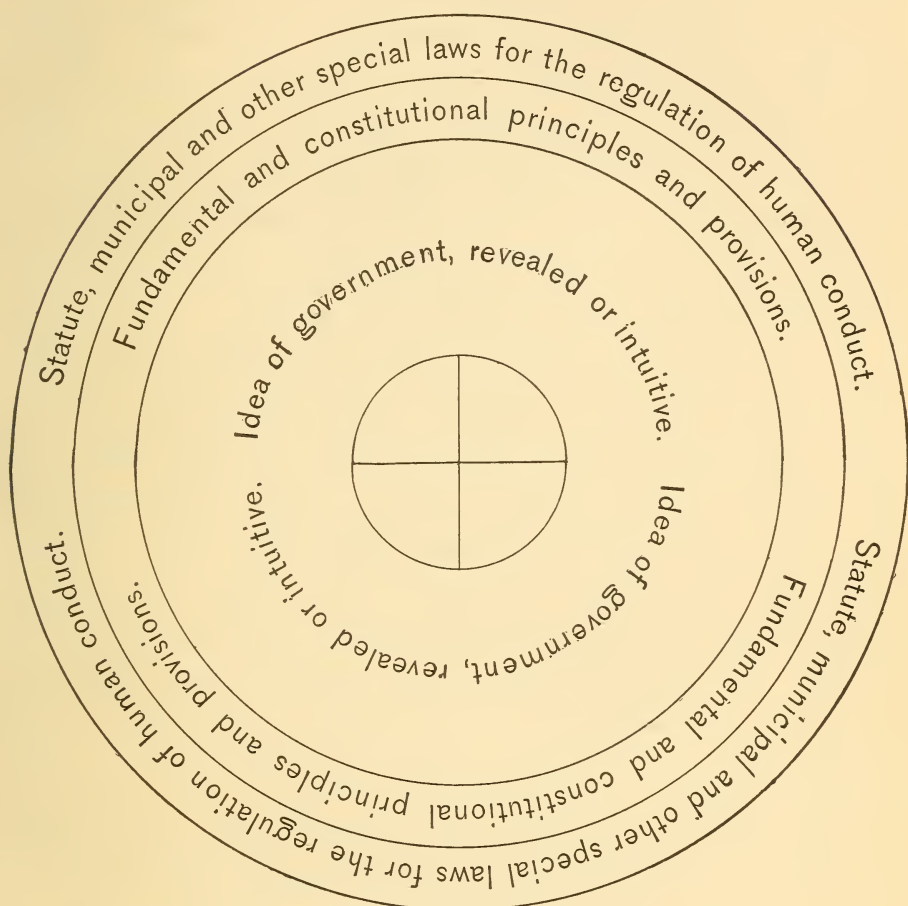 Statute, municipal and other special laws for the regulation of human conduct.
Fundamental and constitutional principles and provisions.
Idea of government, revealed or intuitive.
Idea of government, revealed or intuitive.
Fundamental and constitutional principles and provisions.
Statute, municipal and other special laws for the regulation of human conduct.